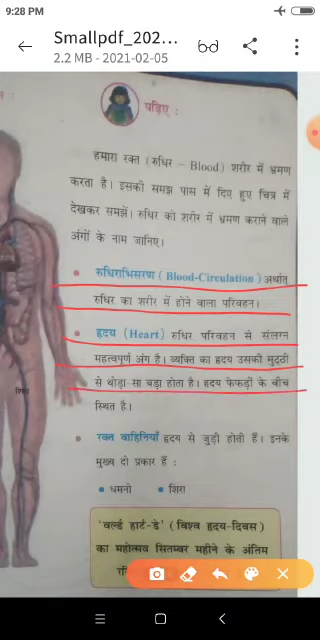 9:28 PM
Smallpdf_202...
2.2 MB - 2021-02-05
पढ़िए :
हमारा रक्त (रुधिर – Blood) शरीर में भ्रमण
करता है। इसकी समझ पास में दिए हुए चित्र में
देखकर समझें। रुधिर को शरीर में भ्रमण कराने वाले
अंगों के नाम जानिए।
• रुधिराभिसरण (Blood-Circulation) अर्थात्
रुधिर का शरीर में होने वाला परिवहन।
• हृदय (Heart) रुधिर परिवहन से संलग्न
महत्वपूर्ण अंग है। व्यक्ति का हृदय उसकी मुट्ठी
से थोड़ा-सा बड़ा होता है। हृदय फेफड़ों के बीच
स्थित है।
शिरा
• रक्त वाहिनियाँ हृदय से जुड़ी होती हैं। इनके
मुख्य दो प्रकार हैं :
• धमनी • शिरा
'वर्ल्ड हार्ट-डे' (विश्व हृदय-दिवस)
का महोत्सव सितम्बर महीने के अंतिम